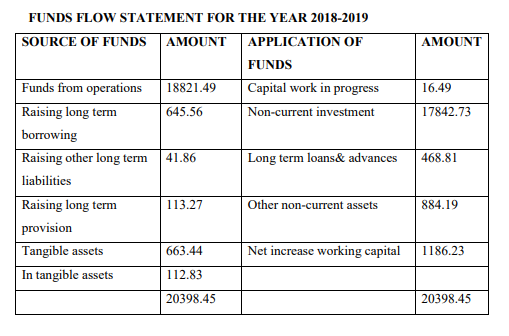 FUNDS FLOW STATEMENT FOR THE YEAR 2018-2019
SOURCE OF FUNDS AMOUNT APPLICATION OF FUNDS AMOUNT
Funds from operations 18821.49 Capital work in progress 16.49
Raising long term borrowing 645.56 Non-current investment 17842.73
Raising other long term liabilities 41.86 Long term loans& advances 468.81
Raising long term provision 113.27 Other non-current assets 884.19
Tangible assets 663.44 Net increase working capital 1186.23
In tangible assets 112.83
20398.45 20398.45